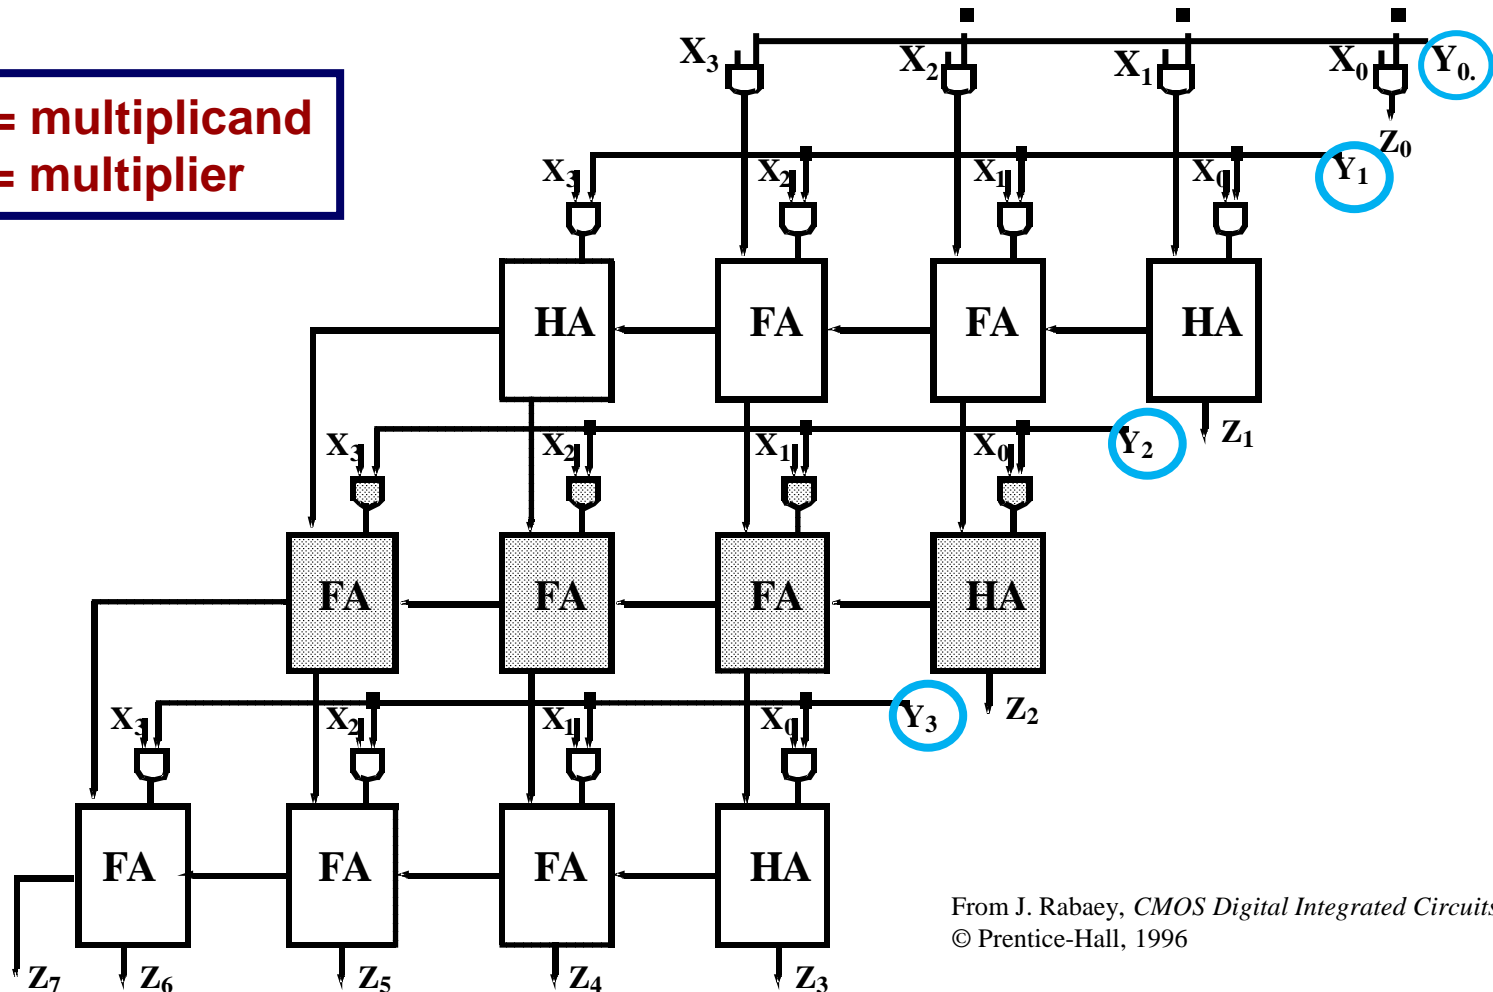 = multiplicand
= multiplier
X3 X2 X1 X0 Y0.
Z0
X3 X2 X1 X0 Y1
HA FA FA HA
Z1
X3 X2 X1 X0 Y2
FA FA FA HA
Z2
X3 X2 X1 X0 Y3
FA FA FA HA
Z7 Z6 Z5 Z4 Z3
From J. Rabaey, CMOS Digital Integrated Circuits
© Prentice-Hall, 1996